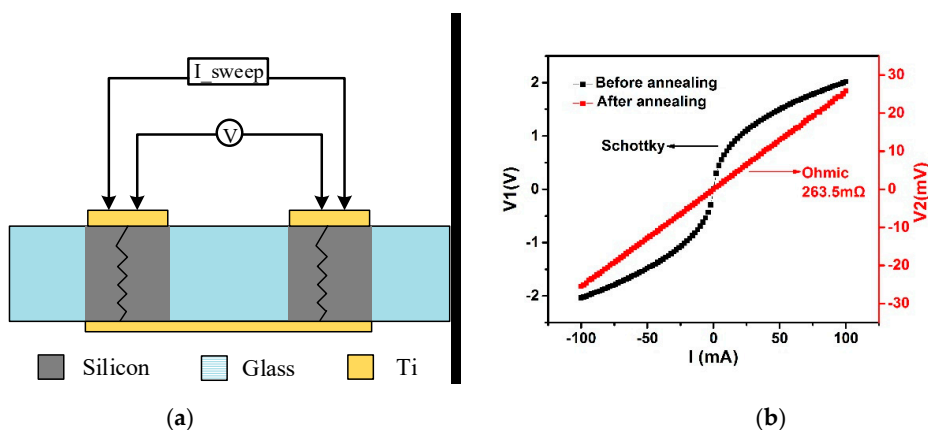 I_sweep
V
Silicon
Glass
Ti
(a)
Before annealing
After annealing
Schottky
Ohmic
263.5mΩ
V1(V)
2
1
0
-1
-2
V2(mV)
30
20
10
0
-10
-20
-30
-100
-50
0
50
100
I (mA)
(b)